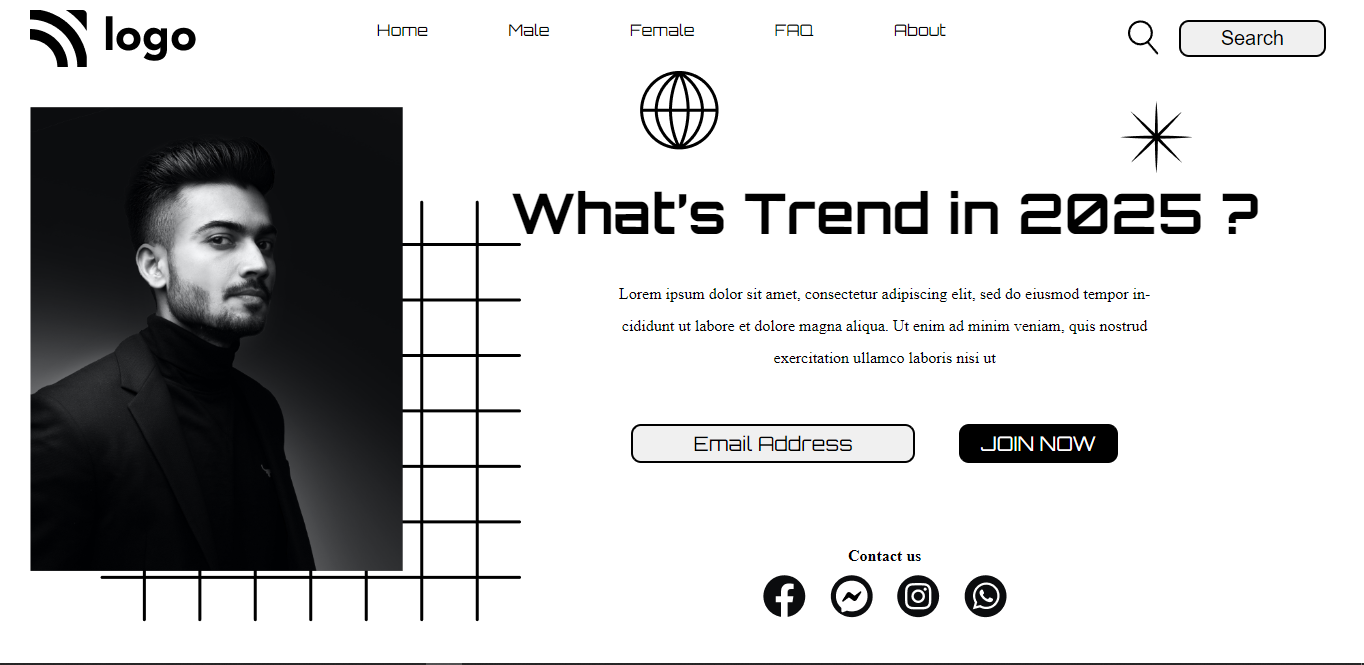 logo
Home Male Female FAQ About
Search
What's Trend in 2025 ?
Lorem ipsum dolor sit amet, consectetur adipiscing elit, sed do eiusmod tempor in-
cididunt ut labore et dolore magna aliqua. Ut enim ad minim veniam, quis nostrud
exercitation ullamco laboris nisi ut
Email Address
JOIN NOW
Contact us